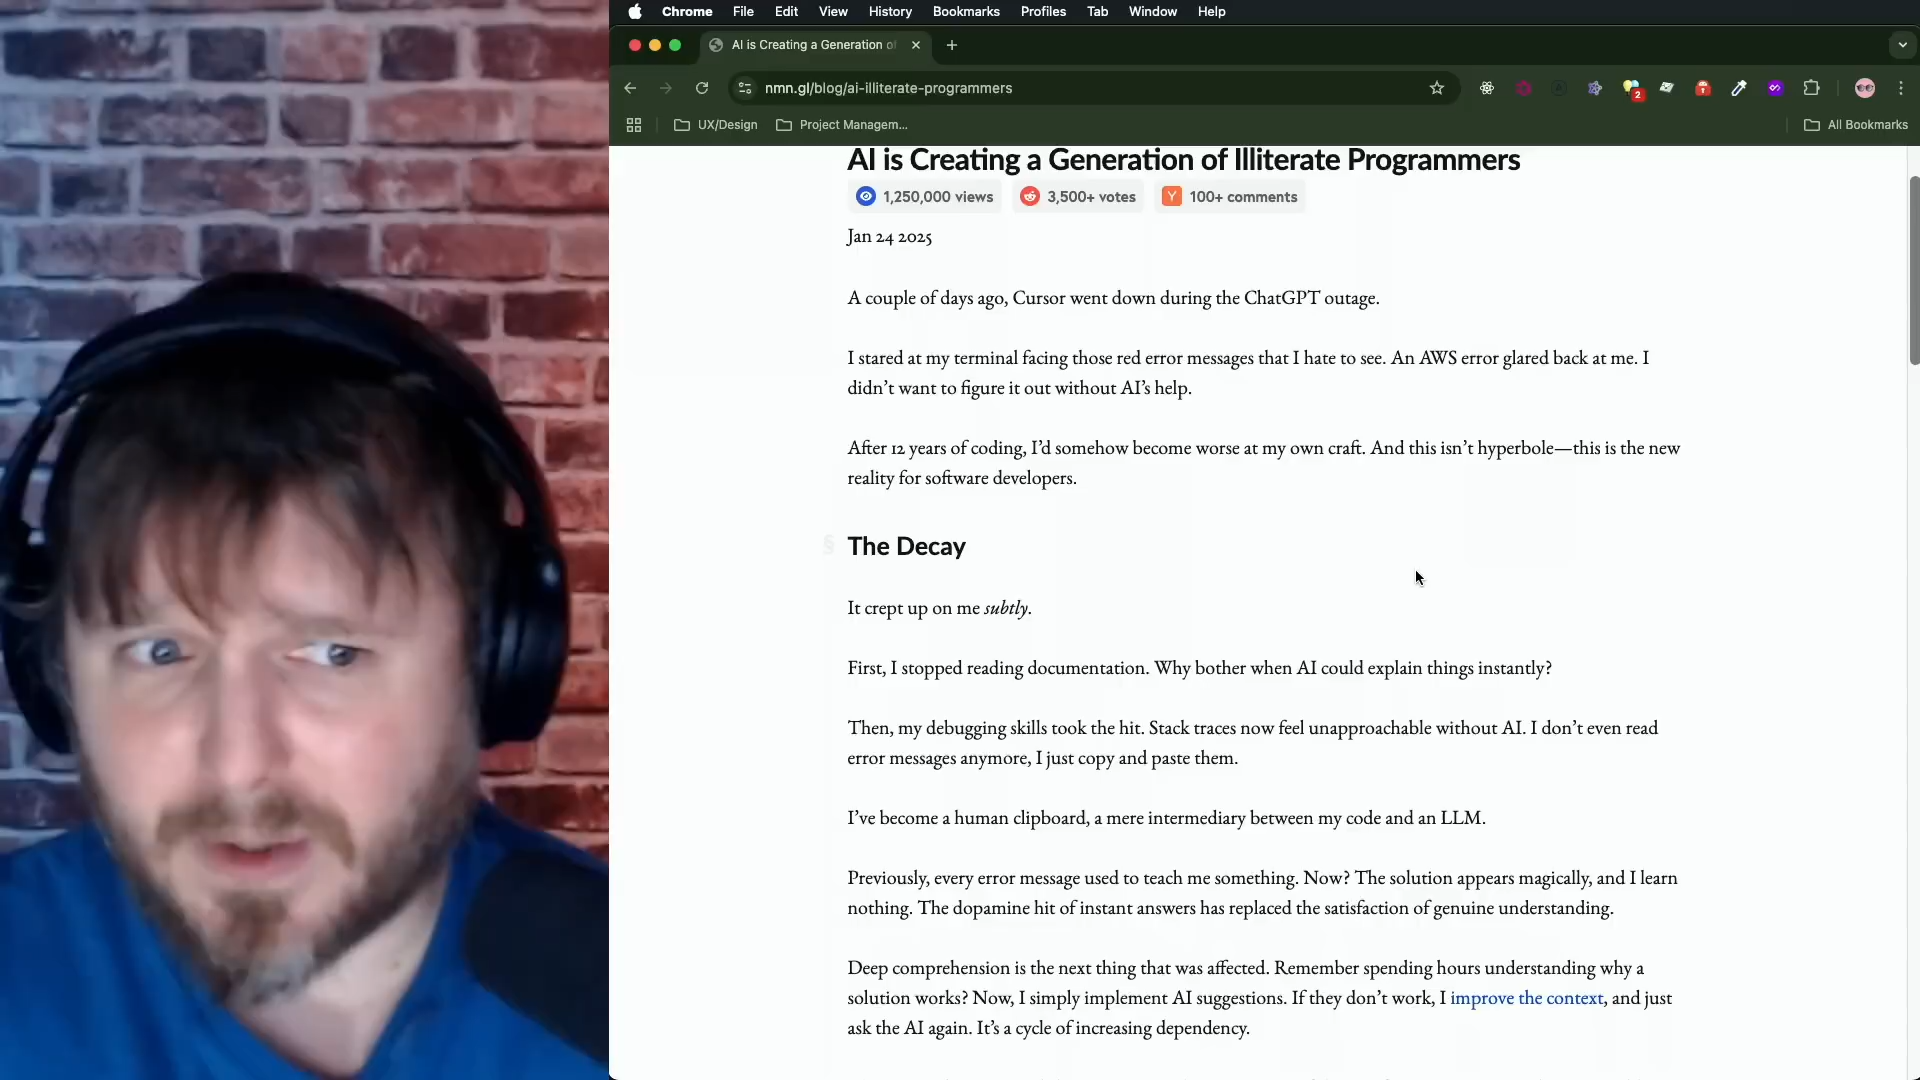 Chrome File Edit View History Bookmarks Profiles Tab Window Help
AI is Creating a Generation of
nmn.gl/blog/ai-illiterate-programmers
2
UX/Design Project Managem... All Bookmarks
AI is Creating a Generation of Illiterate Programmers
1,250,000 views 3,500+ votes Y 100+ comments
Jan 24 2025
A couple of days ago, Cursor went down during the ChatGPT outage.
I stared at my terminal facing those red error messages that I hate to see. An AWS error glared back at me. I
didn’t want to figure it out without AI’s help.
After 12 years of coding, I’d somehow become worse at my own craft. And this isn’t hyperbole—this is the new
reality for software developers.
§ The Decay
It crept up on me subtly.
First, I stopped reading documentation. Why bother when AI could explain things instantly?
Then, my debugging skills took the hit. Stack traces now feel unapproachable without AI. I don’t even read
error messages anymore, I just copy and paste them.
I’ve become a human clipboard, a mere intermediary between my code and an LLM.
Previously, every error message used to teach me something. Now? The solution appears magically, and I learn
nothing. The dopamine hit of instant answers has replaced the satisfaction of genuine understanding.
Deep comprehension is the next thing that was affected. Remember spending hours understanding why a
solution works? Now, I simply implement AI suggestions. If they don’t work, I improve the context, and just
ask the AI again. It’s a cycle of increasing dependency.